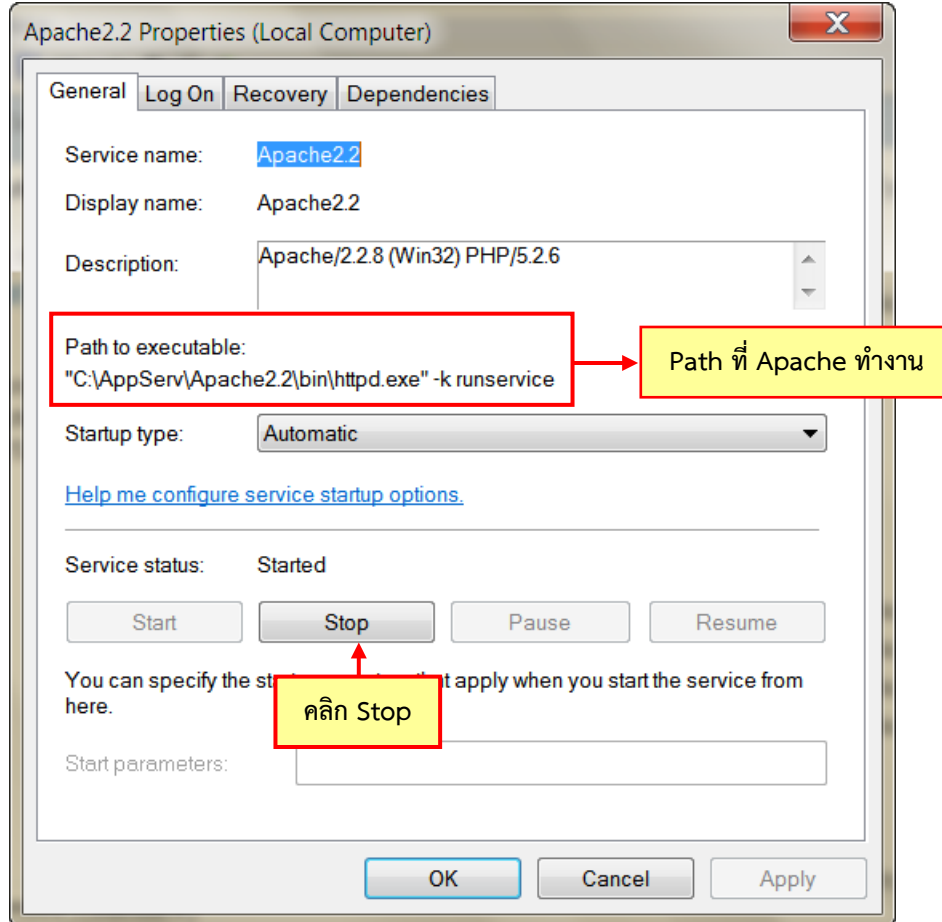 Apache2.2 Properties (Local Computer)
General Log On Recovery Dependencies
Service name: Apache2.2
Display name: Apache2.2
Description: Apache/2.2.8 (Win32) PHP/5.2.6
Path to executable:
"C:\AppServ\Apache2.2\bin\httpd.exe" -k runservice
Path ที่ Apache ทำงาน
Startup type: Automatic
Help me configure service startup options.
Service status: Started
Start Stop Pause Resume
You can specify the apply when you start the service from
here.
คลิก Stop
Start parameters:
OK Cancel Apply